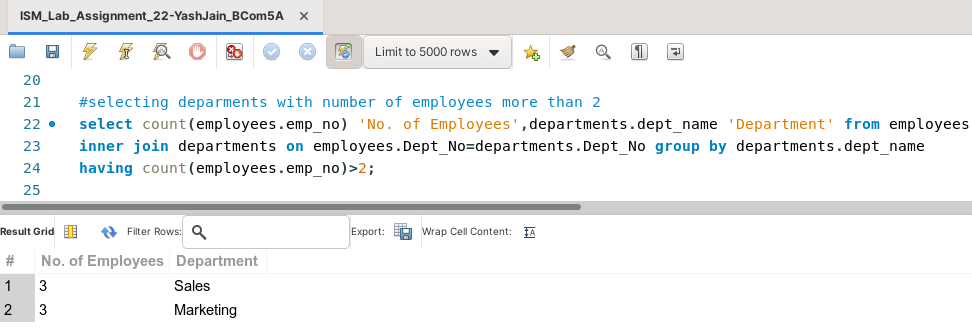 ISM_Lab_Assignment_22-YashJain_BCom5A ×
Limit to 5000 rows
20
21 #selecting deparments with number of employees more than 2
22 select count(employees.emp_no) 'No. of Employees',departments.dept_name 'Department' from employees
23 inner join departments on employees.Dept_No=departments.Dept_No group by departments.dept_name
24 having count(employees.emp_no)>2;
25
Result Grid Filter Rows: Export: Wrap Cell Content: IA
# No. of Employees Department
1 3 Sales
2 3 Marketing